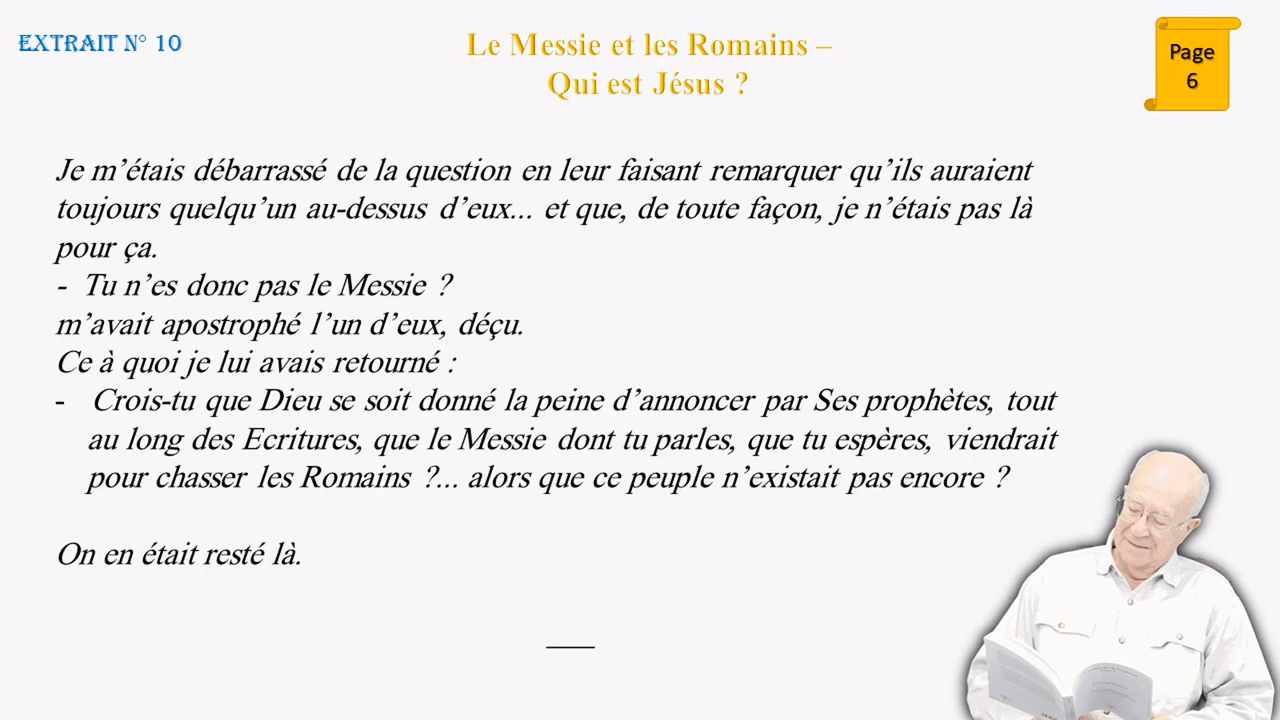 EXTRAIT N° 10
Le Messie et les Romains –
Qui est Jésus ?
Page
6
Je m’étais débarrassé de la question en leur faisant remarquer qu’ils auraient
toujours quelqu’un au-dessus d’eux... et que, de toute façon, je n’étais pas là
pour ça.
- Tu n’es donc pas le Messie ?
m’avait apostrophé l’un d’eux, déçu.
Ce à quoi je lui avais retourné :
- Crois-tu que Dieu se soit donné la peine d’annoncer par Ses prophètes, tout
au long des Ecritures, que le Messie dont tu parles, que tu espères, viendrait
pour chasser les Romains ?... alors que ce peuple n’existait pas encore ?
On en était resté là.